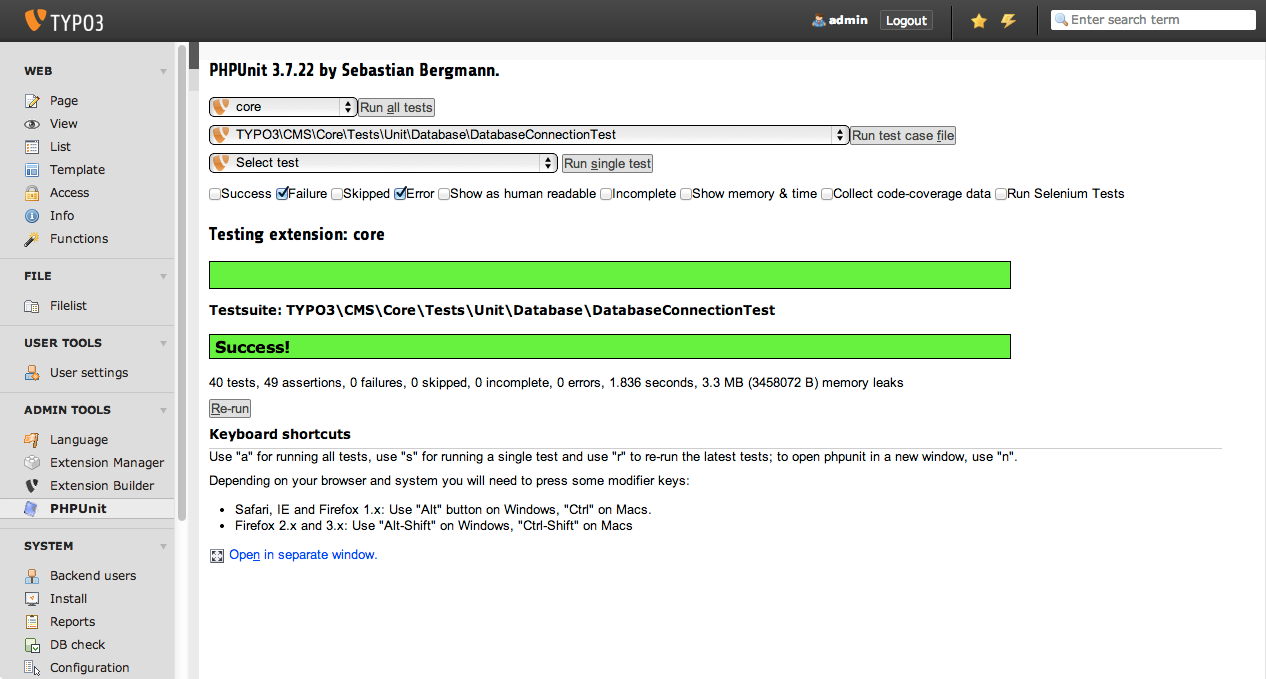 TYPO3
admin
Logout
Enter search term
WEB
Page
View
List
Template
Access
Info
Functions
FILE
Filelist
USER TOOLS
User settings
ADMIN TOOLS
Language
Extension Manager
Extension Builder
PHPUnit
SYSTEM
Backend users
Install
Reports
DB check
Configuration
PHPUnit 3.7.22 by Sebastian Bergmann.
core Run all tests
TYPO3\CMS\Core\Tests\Unit\Database\DatabaseConnectionTest Run test case file
Select test Run single test
Success Failure Skipped Error Show as human readable Incomplete Show memory & time Collect code-coverage data Run Selenium Tests
Testing extension: core
Testsuite: TYPO3\CMS\Core\Tests\Unit\Database\DatabaseConnectionTest
Success!
40 tests, 49 assertions, 0 failures, 0 skipped, 0 incomplete, 0 errors, 1.836 seconds, 3.3 MB (3458072 B) memory leaks
Re-run
Keyboard shortcuts
Use "a" for running all tests, use "s" for running a single test and use "r" to re-run the latest tests; to open phpunit in a new window, use "n".
Depending on your browser and system you will need to press some modifier keys:
• Safari, IE and Firefox 1.x: Use "Alt" button on Windows, "Ctrl" on Macs.
• Firefox 2.x and 3.x: Use "Alt-Shift" on Windows, "Ctrl-Shift" on Macs
Open in separate window.